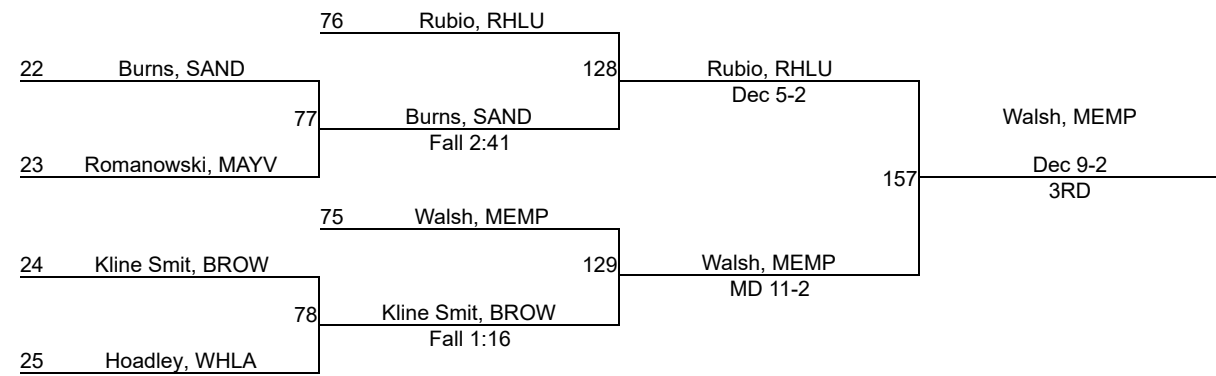 76 Rubio, RHLU
22 Burns, SAND
128 Rubio, RHLU
Dec 5-2
77 Burns, SAND
Fall 2:41
Walsh, MEMP
23 Romanowski, MAYV
157 Dec 9-2
3RD
75 Walsh, MEMP
24 Kline Smit, BROW
129 Walsh, MEMP
MD 11-2
78 Kline Smit, BROW
Fall 1:16
25 Hoadley, WHLA